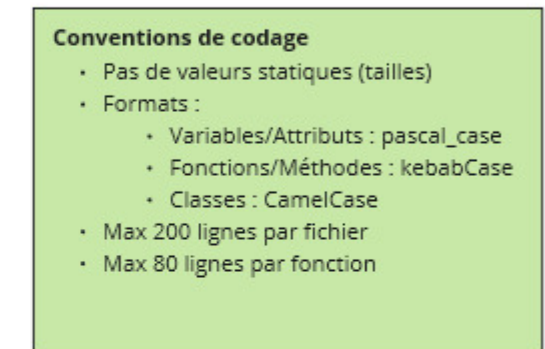 Conventions de codage
• Pas de valeurs statiques (tailles)
• Formats :
• Variables/Attributs : pascal_case
• Fonctions/Méthodes : kebabCase
• Classes : CamelCase
• Max 200 lignes par fichier
• Max 80 lignes par fonction